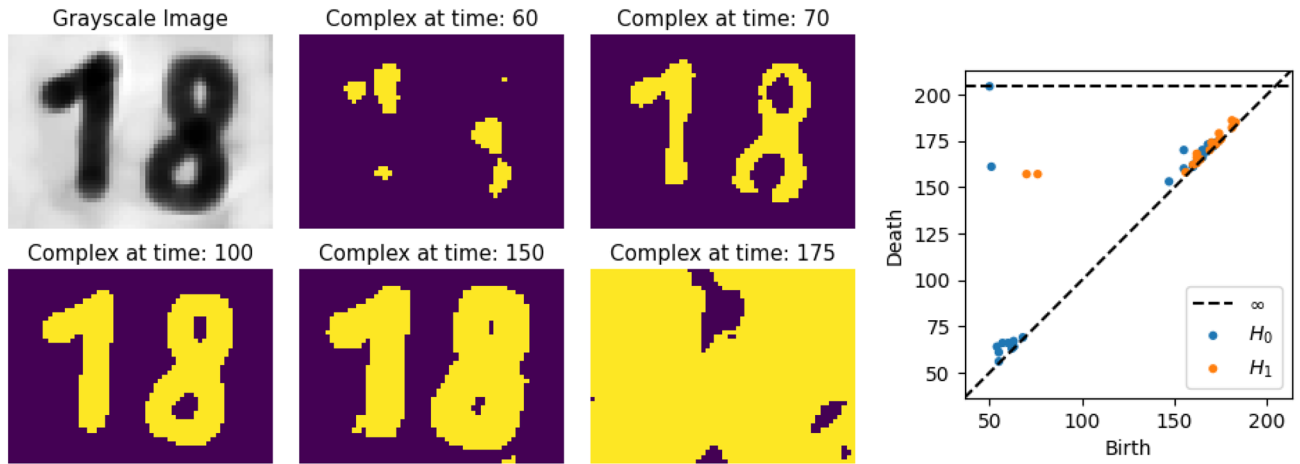 Grayscale Image
Complex at time: 60
Complex at time: 70
18
Complex at time: 100
Complex at time: 150
Complex at time: 175
Death
200
175
150
125
100
75
50
50
100
150
200
Birth
∞
H₀
H₁